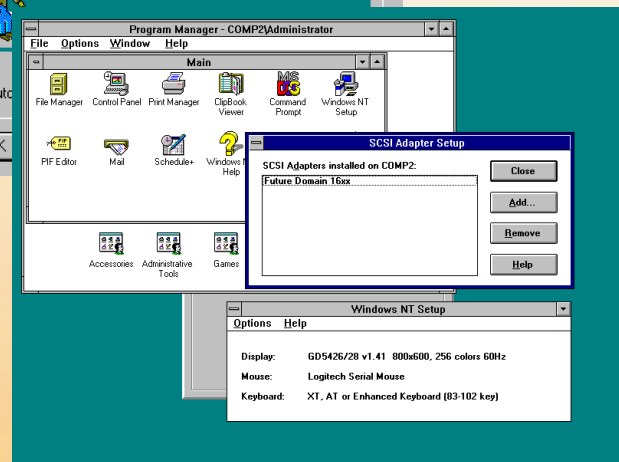 Program Manager - COMP2\Administrator
File Options Window Help
Main
File Manager Control Panel Print Manager ClipBook Viewer Command Prompt Windows NT Setup
MS DOS
PIF
PIF Editor Mail Schedule+ Windows Help
SCSI Adapter Setup
SCSI Adapters installed on COMP2:
Future Domain 16xx
Close
Add...
Remove
Help
Accessories Administrative Tools Games
Windows NT Setup
Options Help
Display: GD5426/28 v1.41 800x600, 256 colors 60Hz
Mouse: Logitech Serial Mouse
Keyboard: XT, AT or Enhanced Keyboard (83-102 key)